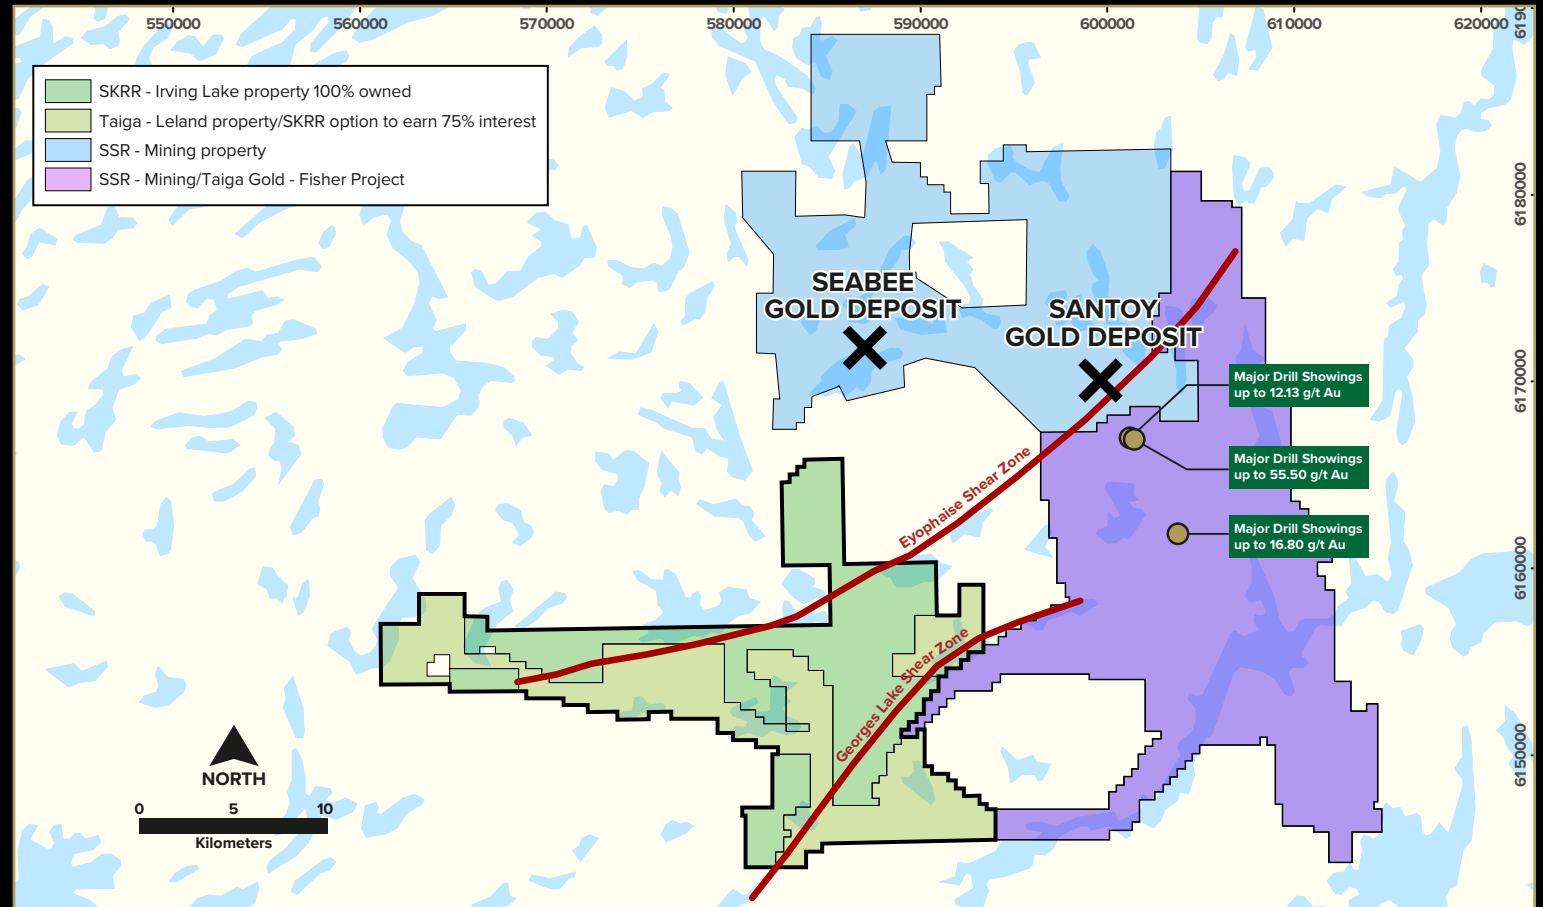 550000 560000 570000 580000 590000 600000 610000 620000
SKRR - Irving Lake property 100% owned
Taiga - Leland property/SKRR option to earn 75% interest
SSR - Mining property
SSR - Mining/Taiga Gold - Fisher Project
6180000
SEABEE
GOLD DEPOSIT
SANTOY
GOLD DEPOSIT
6170000
Major Drill Showings
up to 12.13 g/t Au
Major Drill Showings
up to 55.50 g/t Au
Eyophaise Shear Zone
Major Drill Showings
up to 16.80 g/t Au
6160000
Georges Lake Shear Zone
6150000
NORTH
0 5 10
Kilometers